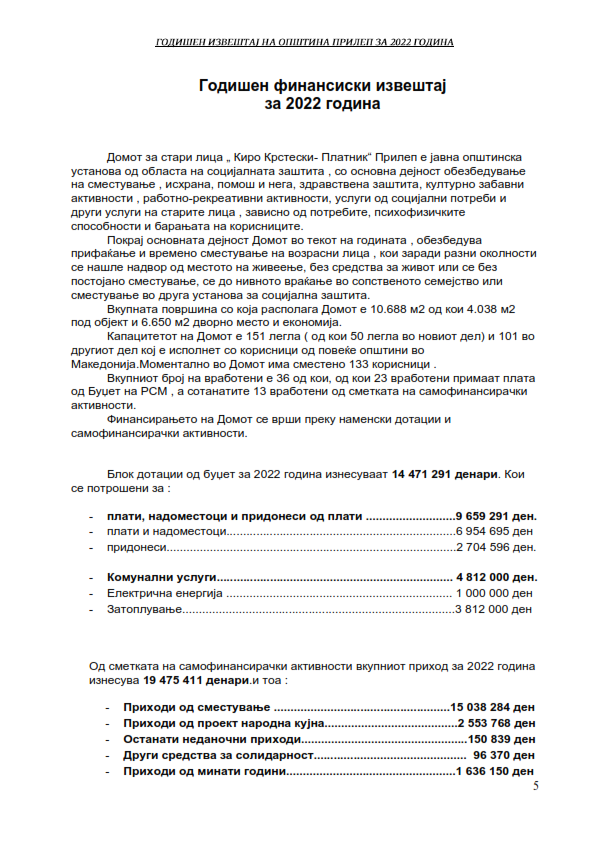 ГОДИШЕН ИЗВЕШТАЈ НА ОПШТИНА ПРИЛЕП ЗА 2022 ГОДИНА
Годишен финансиски извештај
за 2022 година
Домот за стари лица „ Киро Крстески- Платник“ Прилеп е јавна општинска
установа од областа на социјалната заштита , со основна дејност обезбедување
на сместување , исхрана, помош и нега, здравствена заштита, културно забавни
активности , работно-рекреативни активности, услуги од социјални потреби и
други услуги на старите лица , зависно од потребите, психофизичките
способности и барањата на корисниците.
Покрај основната дејност Домот во текот на годината , обезбедува
прифаќање и времено сместување на возрасни лица , кои заради разни околности
се нашле надвор од местото на живеење, без средства за живот или се без
постојано сместување, се до нивното враќање во сопственото семејство или
сместување во друга установа за социјална заштита.
Вкупната површина со која располага Домот е 10.688 м2 од кои 4.038 м2
под објект и 6.650 м2 дворно место и економија.
Капацитетот на Домот е 151 легла ( од кои 50 легла во новиот дел) и 101 во
другиот дел кој е исполнет со корисници од повеќе општини во
Македонија.Моментално во Домот има сместено 133 корисници .
Вкупниот број на вработени е 36 од кои, од кои 23 вработени примаат плата
од Буџет на РСМ , а сотанатите 13 вработени од сметката на самофинансирачки
активности.
Финансирањето на Домот се врши преку наменски дотации и
самофинансирачки активности.
Блок дотации од буџет за 2022 година изнесуваат 14 471 291 денари. Кои
се потрошени за :
- плати, надоместоци и придонеси од плати ...........................9 659 291 ден.
- плати и надоместоци.....................................................................6 954 695 ден
- придонеси.......................................................................................2 704 596 ден.
- Комунални услуги....................................................................... 4 812 000 ден.
- Електрична енергија .................................................................... 1 000 000 ден
- Затоплување..................................................................................3 812 000 ден
Од сметката на самофинансирачки активности вкупниот приход за 2022 година
изнесува 19 475 411 денари.и тоа :
- Приходи од сместување .....................................................15 038 284 ден
- Приходи од проект народна кујна........................................2 553 768 ден
- Останати неданочни приходи..................................................150 839 ден
- Други средства за солидарност.............................................. 96 370 ден
- Приходи од минати години...................................................1 636 150 ден
5